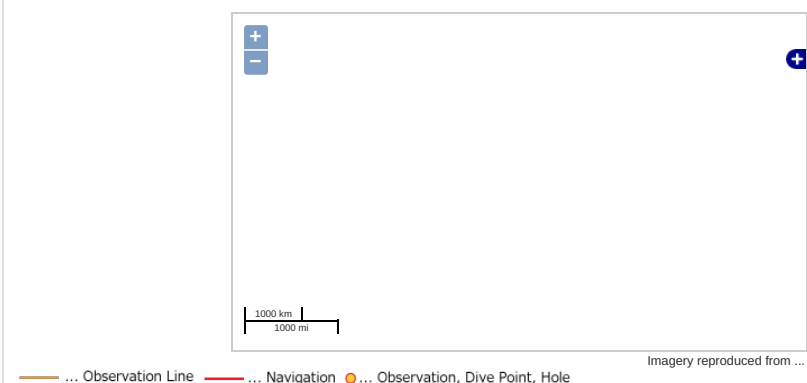 +
−
+
1000 km
1000 mi
Imagery reproduced from ...
... Observation Line ... Navigation ... Observation, Dive Point, Hole